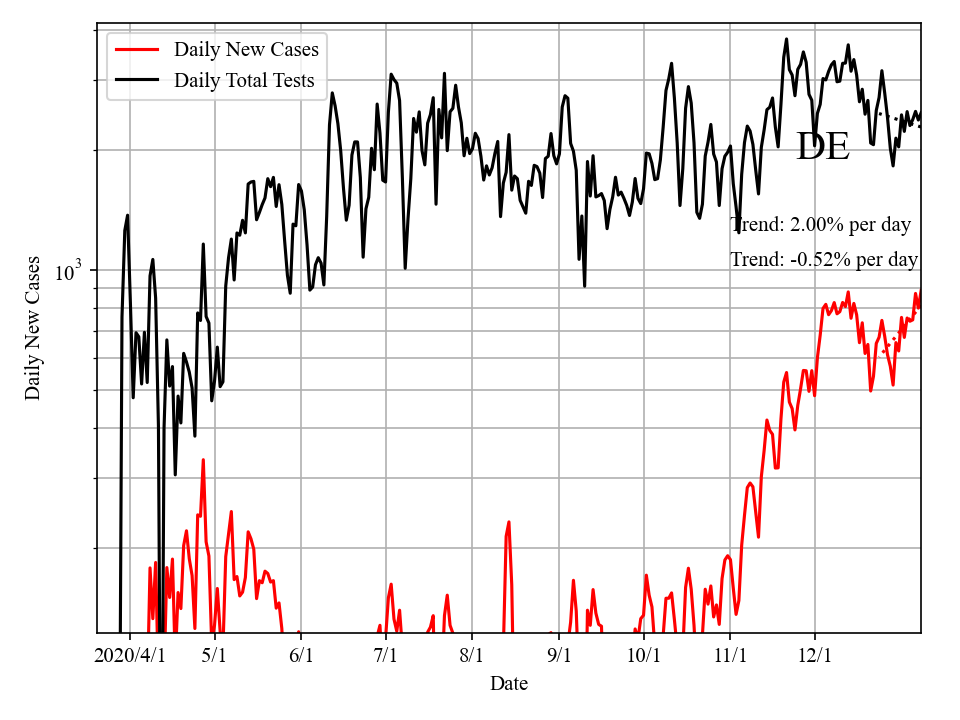 Daily New Cases
Daily Total Tests
DE
Trend: 2.00% per day
Trend: -0.52% per day
10^3
Daily New Cases
2020/4/1 5/1 6/1 7/1 8/1 9/1 10/1 11/1 12/1
Date